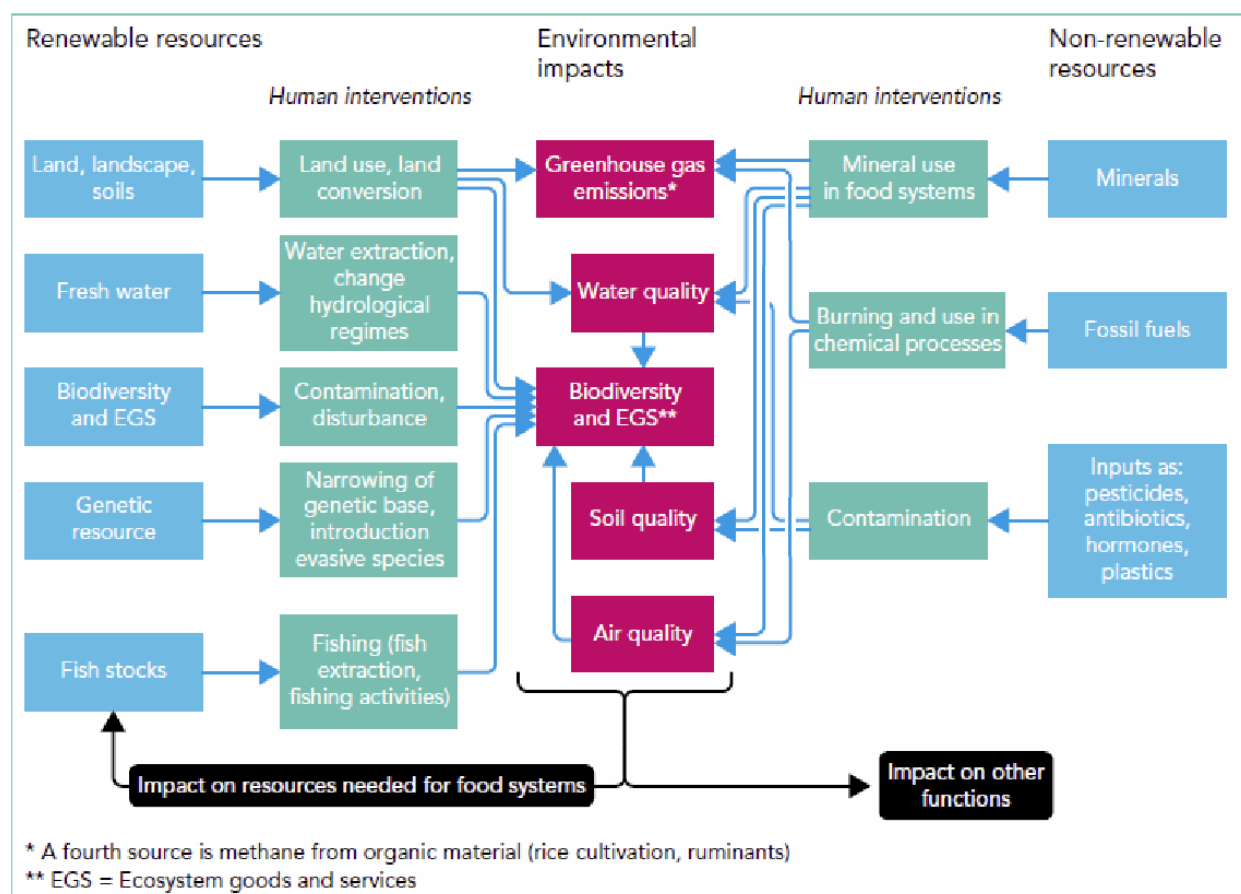 Renewable resources
Environmental
impacts
Non-renewable
resources
Human interventions
Human interventions
Land, landscape,
soils
Land use, land
conversion
Greenhouse gas
emissions*
Mineral use
in food systems
Minerals
Fresh water
Water extraction,
change
hydrological
regimes
Water quality
Burning and use in
chemical processes
Fossil fuels
Biodiversity
and EGS
Contamination,
disturbance
Biodiversity
and EGS**
Genetic
resource
Narrowing of
genetic base,
introduction
evasive species
Soil quality
Contamination
Inputs as:
pesticides,
antibiotics,
hormones,
plastics
Fish stocks
Fishing (fish
extraction,
fishing activities)
Air quality
Impact on resources needed for food systems
Impact on other
functions
* A fourth source is methane from organic material (rice cultivation, ruminants)
** EGS = Ecosystem goods and services